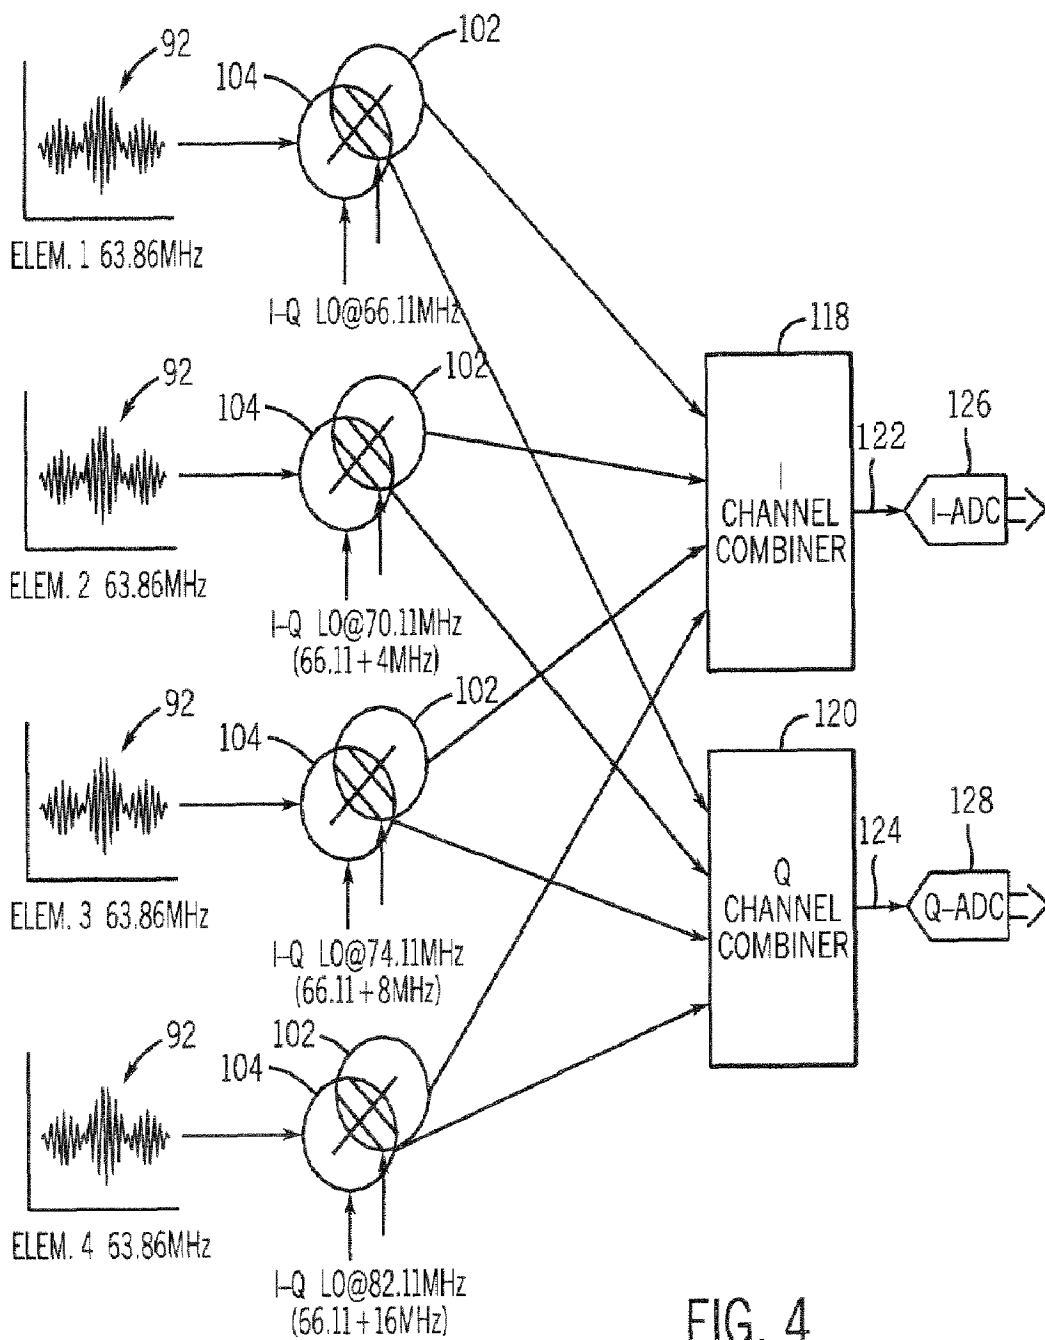 92
102
104
ELEM. 1 63.86MHz
I-Q LO@66.11MHz
92
102
104
ELEM. 2 63.86MHz
I-Q LO@70.11MHz
(66.11+4MHz)
92
102
104
ELEM. 3 63.86MHz
I-Q LO@74.11MHz
(66.11+8MHz)
92
102
104
ELEM. 4 63.86MHz
I-Q LO@82.11MHz
(66.11+16MHz)
118
I
CHANNEL
COMBINER
122
126
I-ADC
120
Q
CHANNEL
COMBINER
124
128
Q-ADC
FIG. 4